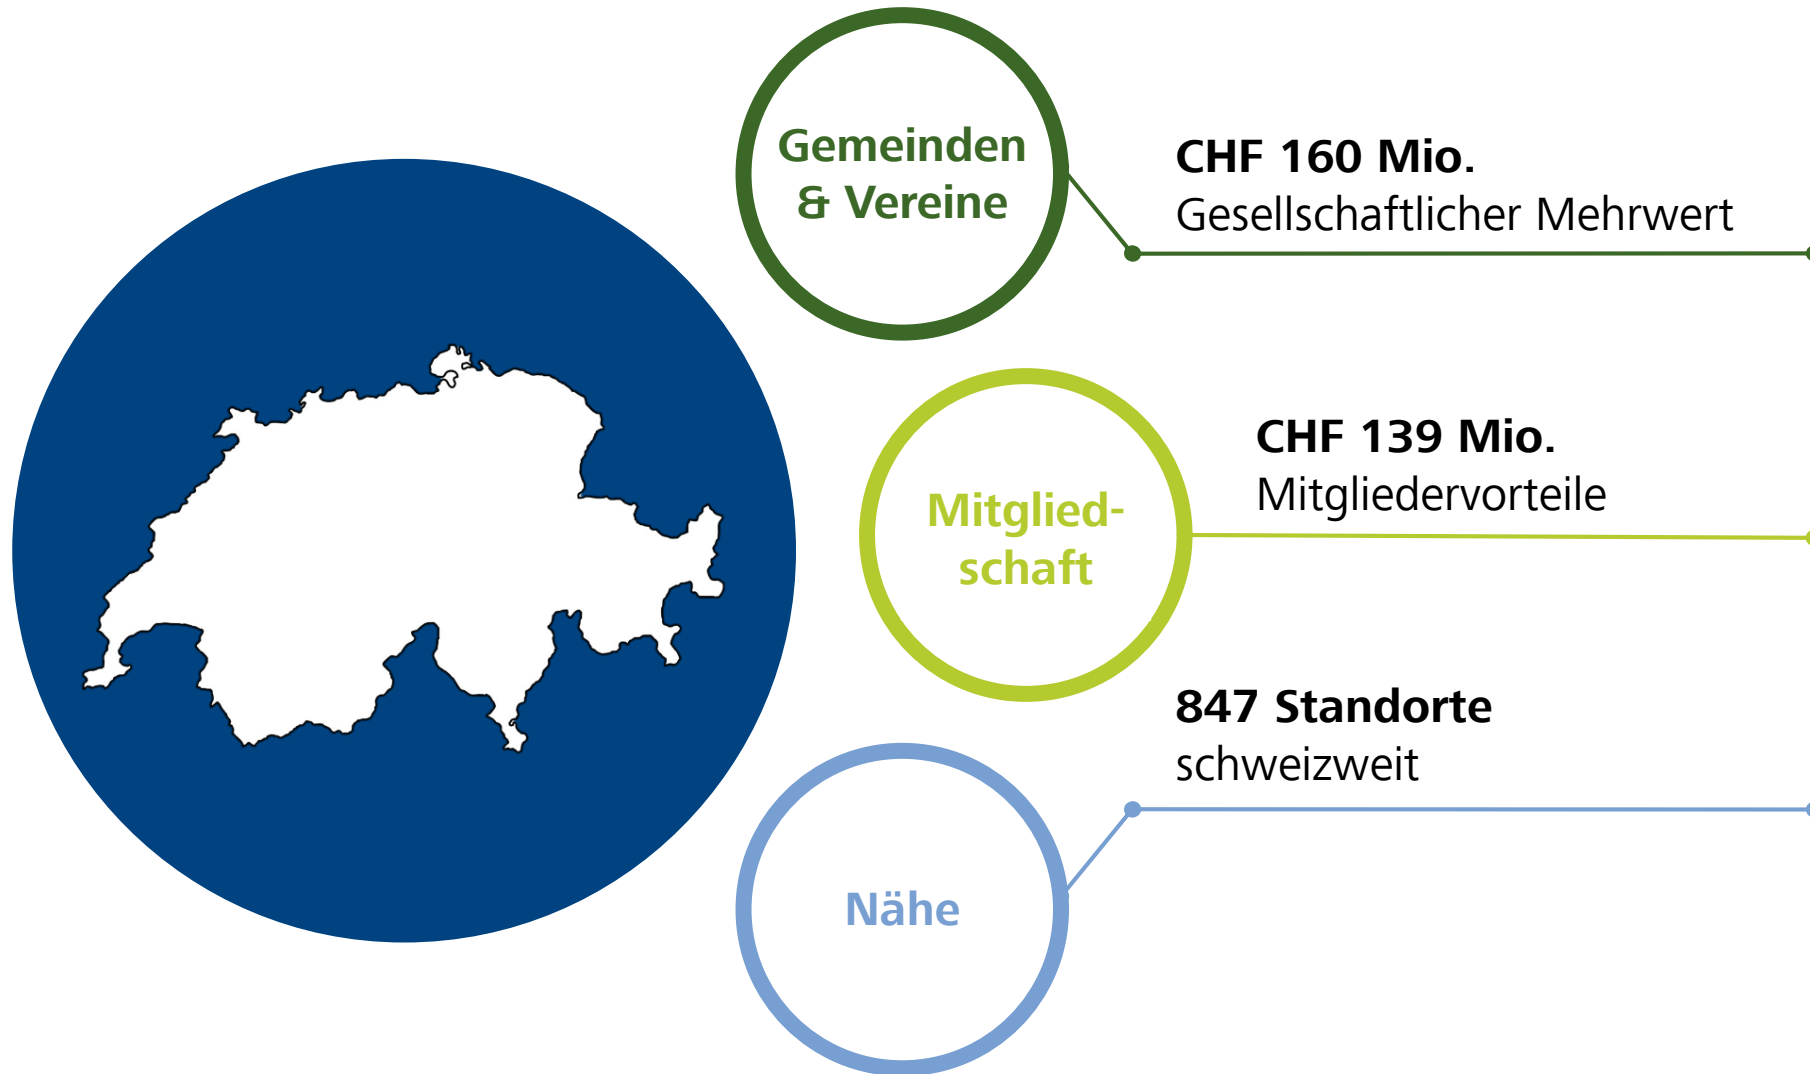 Gemeinden
& Vereine
CHF 160 Mio.
Gesellschaftlicher Mehrwert
Mitglied-
schaft
CHF 139 Mio.
Mitgliedervorteile
Nähe
847 Standorte
schweizweit